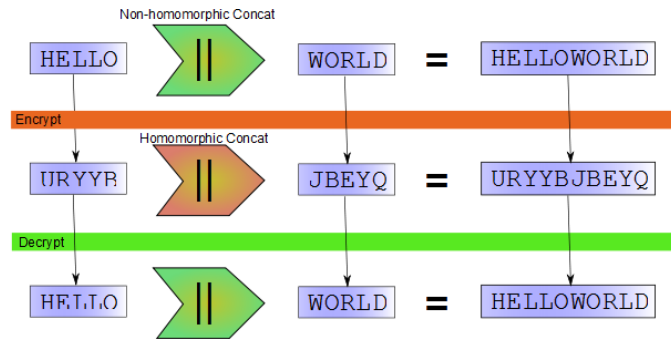 Non-homomorphic Concat
HELLO || WORLD = HELLOWORLD
Encrypt
Homomorphic Concat
URYYB || JBEYQ = URYYBJBEYQ
Decrypt
HELLO || WORLD = HELLOWORLD